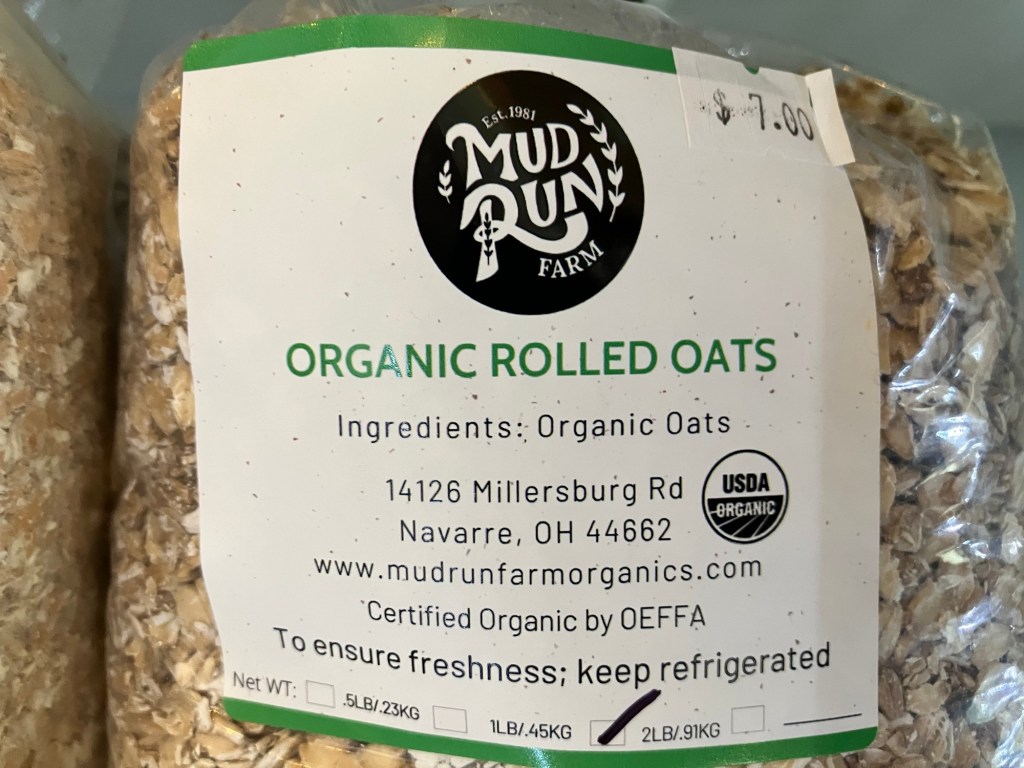 $ 7.00
Est. 1981
MUD
RUN
FARM
ORGANIC ROLLED OATS
Ingredients: Organic Oats
14126 Millersburg Rd
Navarre, OH 44662
USDA
ORGANIC
www.mudrunfarmorganics.com
Certified Organic by OEFFA
To ensure freshness; keep refrigerated
Net WT: .5LB/.23KG 1LB/.45KG 2LB/.91KG